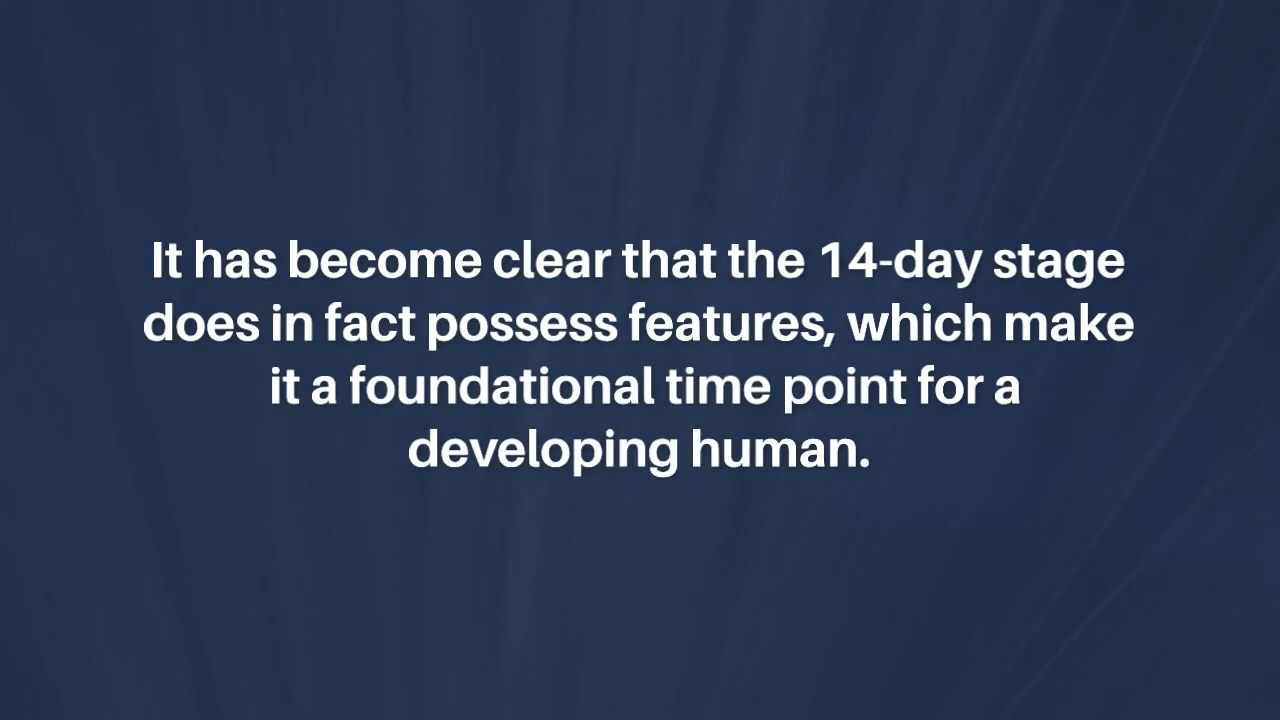 It has become clear that the 14-day stage
does in fact possess features, which make
it a foundational time point for a
developing human.